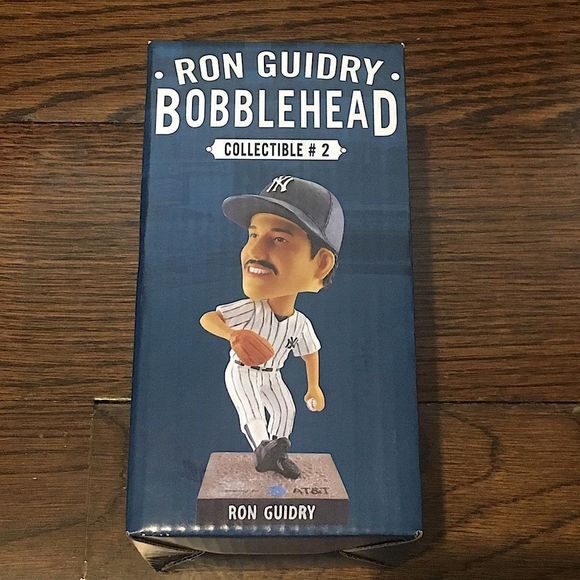 · RON GUIDRY ·
BOBBLEHEAD
COLLECTIBLE # 2
NY
NY
AT&T
RON GUIDRY